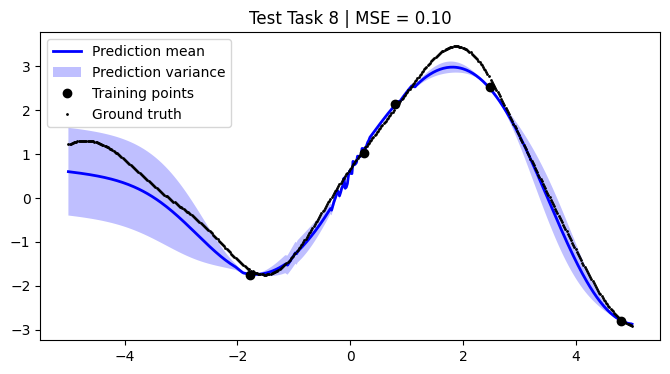 Test Task 8 | MSE = 0.10
Prediction mean
Prediction variance
Training points
Ground truth
3
2
1
0
−1
−2
−3
−4
−2
0
2
4